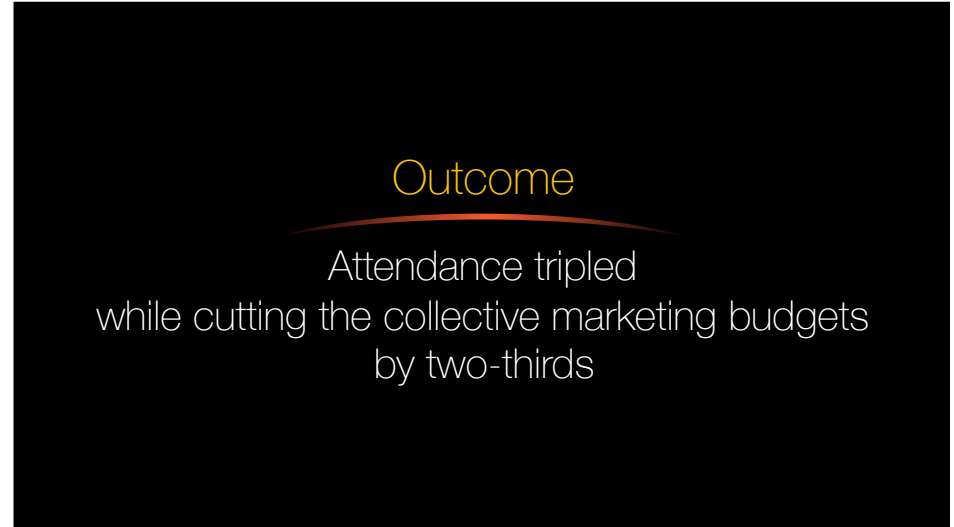 Outcome
Attendance tripled
while cutting the collective marketing budgets
by two-thirds